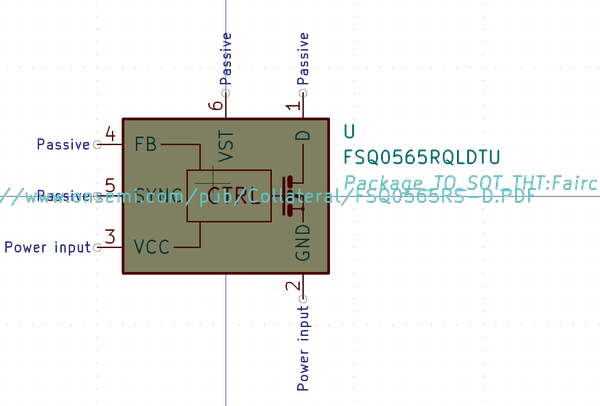 Passive
Passive
6
1
U
FSQ0565RQLDTU
Package_TO_SOT_THT:Fairc
Passive
4
FB
VST
D
Passive
5
SYNC
CTRL
//www.onsemi.com/pub/Collateral/FSQ0565RS-D.PDF
Power input
3
VCC
GND
2
Power input